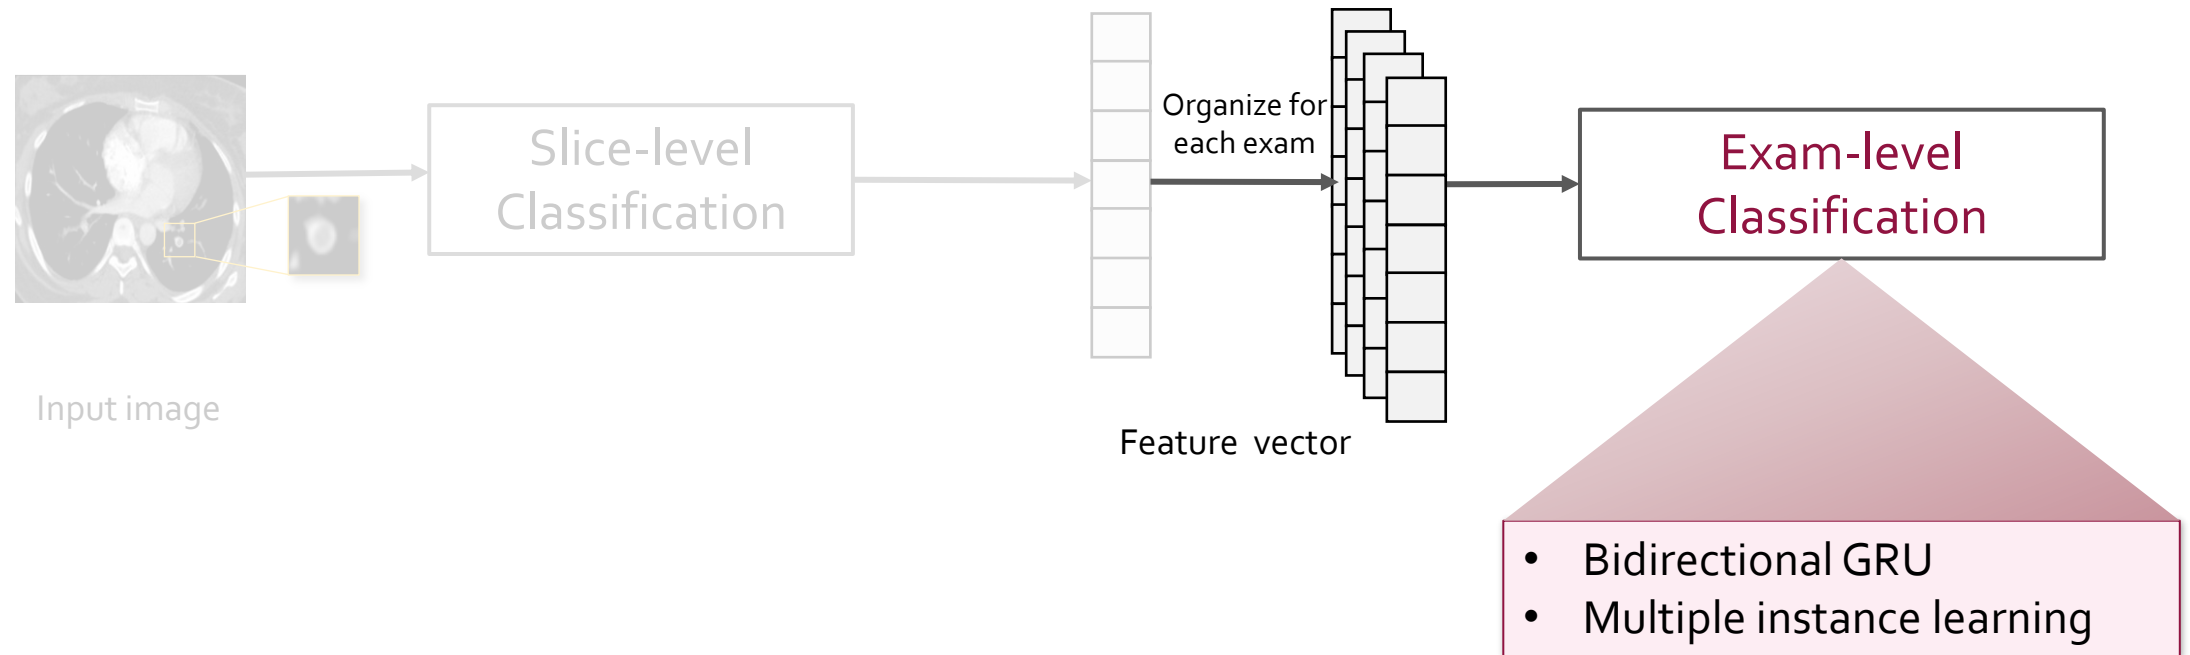 Input image
Slice-level
Classification
Organize for
each exam
Feature vector
Exam-level
Classification
• Bidirectional GRU
• Multiple instance learning